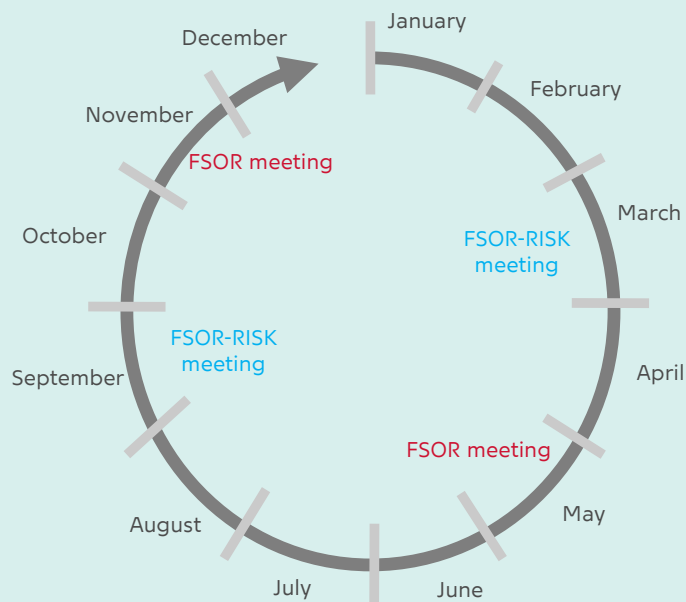 January
February
March
April
May
June
July
August
September
October
November
December
FSOR meeting
FSOR-RISK
meeting
FSOR-RISK
meeting
FSOR meeting